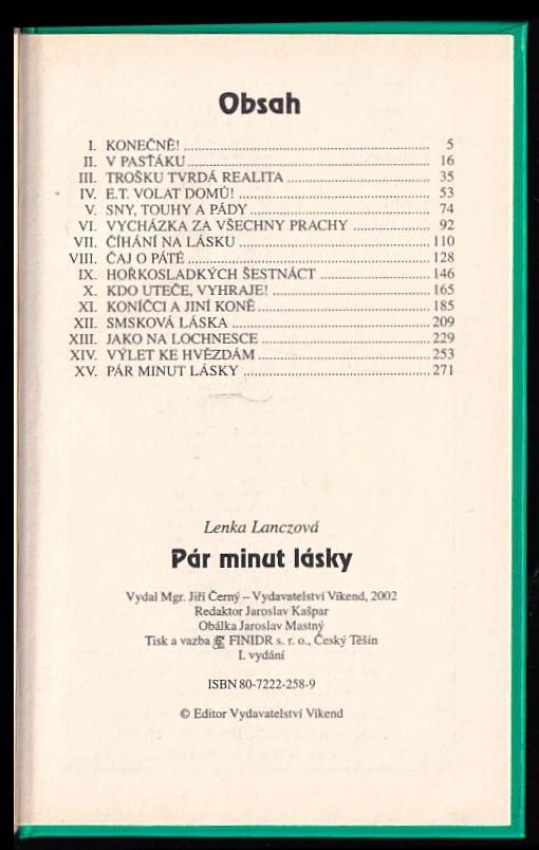 Obsah
I. KONEČNĚ! ........ 5
II. V PASŤÁKU ........ 16
III. TROŠKU TVRDÁ REALITA ........ 35
IV. E.T. VOLAT DOMŮ! ........ 53
V. SNY, TOUHY A PÁDY ........ 74
VI. VYCHÁZKA ZA VŠECHNY PRACHY ........ 92
VII. ČÍHÁNÍ NA LÁSKU ........ 110
VIII. ČAJ O PÁTÉ ........ 128
IX. HOŘKOSLADKÝCH ŠESTNÁCT ........ 146
X. KDO UTEČE, VYHRAJE! ........ 165
XI. KONÍČCI A JINÍ KONĚ ........ 185
XII. SMSKOVÁ LÁSKA ........ 209
XIII. JAKO NA LOCHNESCE ........ 229
XIV. VÝLET KE HVĚZDÁM ........ 253
XV. PÁR MINUT LÁSKY ........ 271
Lenka Lanczová
Pár minut lásky
Vydal Mgr. Jiří Černý – Vydavatelství Víkend, 2002
Redaktor Jaroslav Kašpar
Obálka Jaroslav Mastný
Tisk a vazba FINIDR s. r. o., Český Těšín
I. vydání
ISBN 80-7222-258-9
© Editor Vydavatelství Víkend